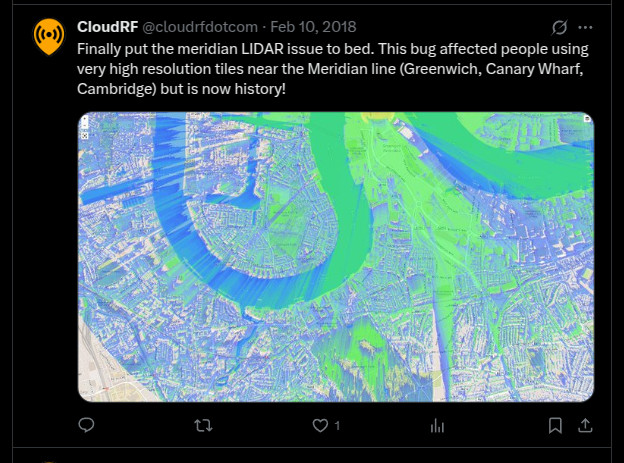 CloudRF @cloudrfdotcom · Feb 10, 2018
Finally put the meridian LIDAR issue to bed. This bug affected people using
very high resolution tiles near the Meridian line (Greenwich, Canary Wharf,
Cambridge) but is now history!
1